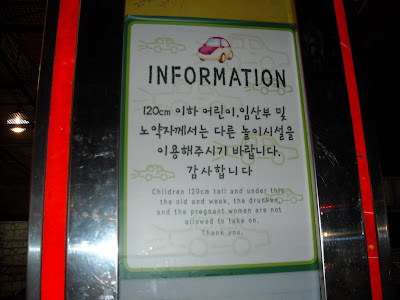 INFORMATION
120cm 이하 어린이, 임산부 및
노약자께서는 다른 놀이시설을
이용해주시기 바랍니다.
감사합니다
Children 120cm tall and under this
the old and weak, the drunken,
and the pregnant women are not
allowed to take on.
Thank you.